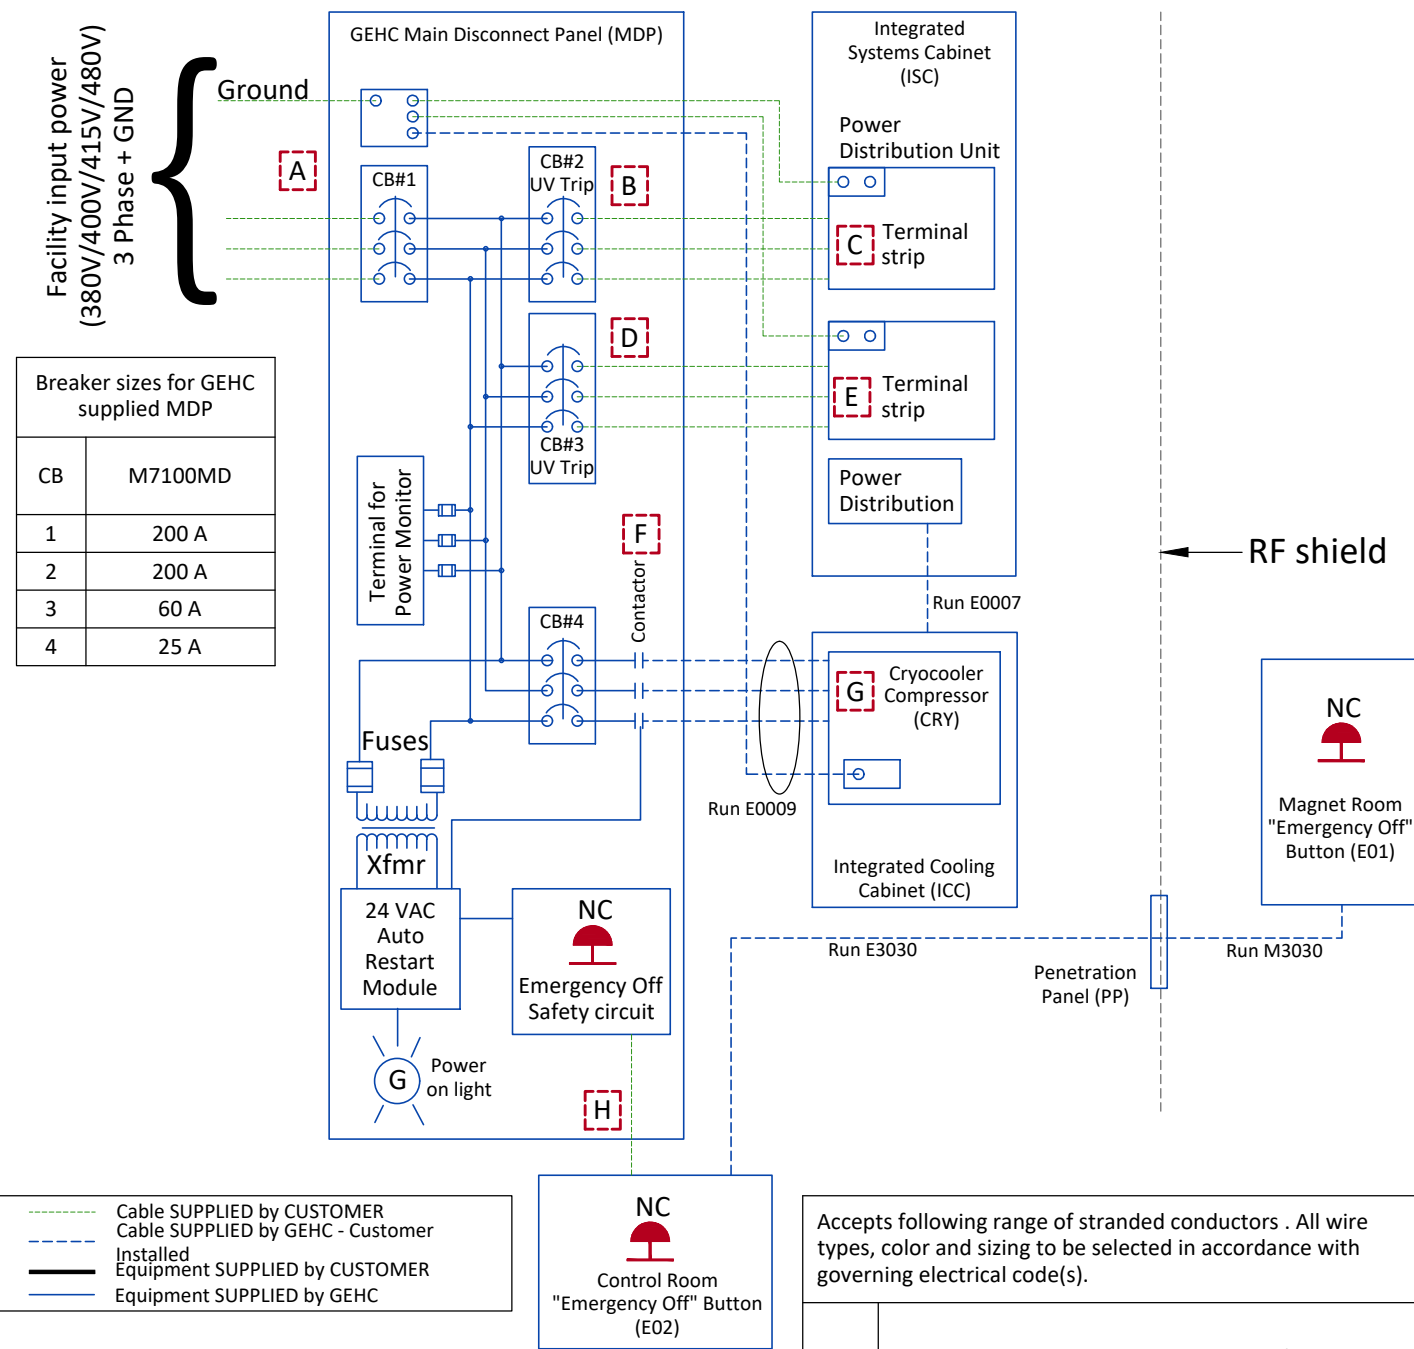 GEHC Main Disconnect Panel (MDP)
Integrated
Systems Cabinet
(ISC)
Facility input power
(380V/400V/415V/480V)
3 Phase + GND
Ground
A
CB#1
CB#2
UV Trip
B
Power
Distribution Unit
C
Terminal
strip
D
E
Terminal
strip
CB#3
UV Trip
Breaker sizes for GEHC
supplied MDP
CB M7100MD
1 200 A
2 200 A
3 60 A
4 25 A
Terminal for
Power Monitor
F
Contactor
Power
Distribution
RF shield
Run E0007
CB#4
G
Cryocooler
Compressor
(CRY)
Fuses
Run E0009
Xfmr
Integrated Cooling
Cabinet (ICC)
NC
Magnet Room
"Emergency Off"
Button (E01)
24 VAC
Auto
Restart
Module
NC
Emergency Off
Safety circuit
Run E3030
Run M3030
Penetration
Panel (PP)
G
Power
on light
H
Cable SUPPLIED by CUSTOMER
Cable SUPPLIED by GEHC - Customer
Installed
Equipment SUPPLIED by CUSTOMER
Equipment SUPPLIED by GEHC
NC
Control Room
"Emergency Off" Button
(E02)
Accepts following range of stranded conductors . All wire
types, color and sizing to be selected in accordance with
governing electrical code(s).